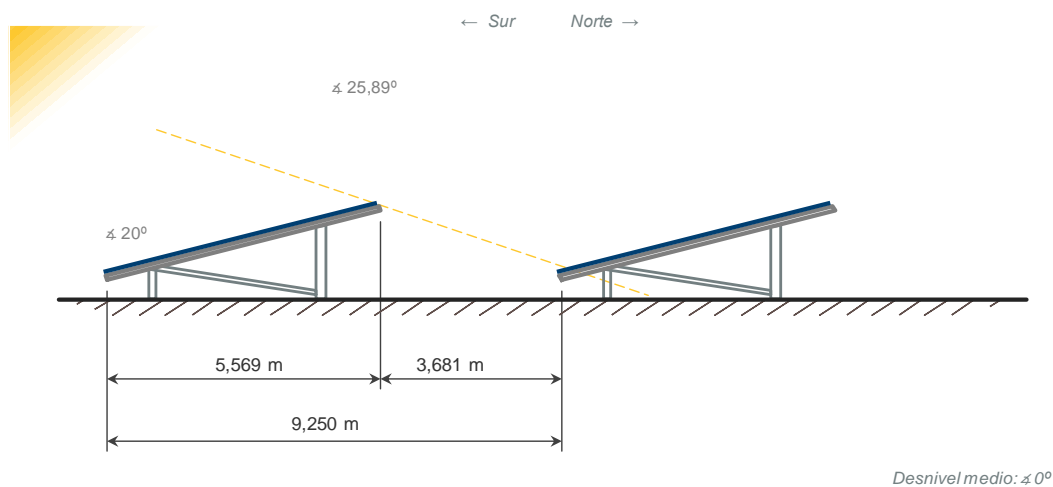 ← Sur Norte →
∡ 25,89º
∡ 20º
5,569 m 3,681 m
9,250 m
Desnivel medio: ∡ 0º